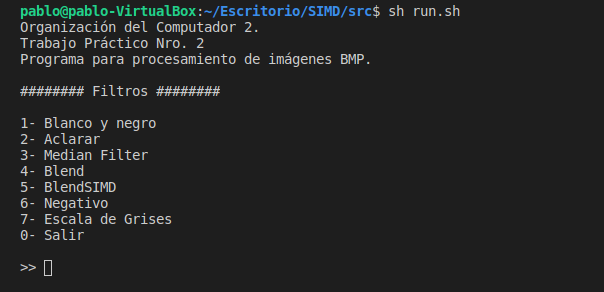 pablo@pablo-VirtualBox:~/Escritorio/SIMD/src$ sh run.sh
Organización del Computador 2.
Trabajo Práctico Nro. 2
Programa para procesamiento de imágenes BMP.
######## Filtros ########
1- Blanco y negro
2- Aclarar
3- Median Filter
4- Blend
5- BlendSIMD
6- Negativo
7- Escala de Grises
0- Salir
>>